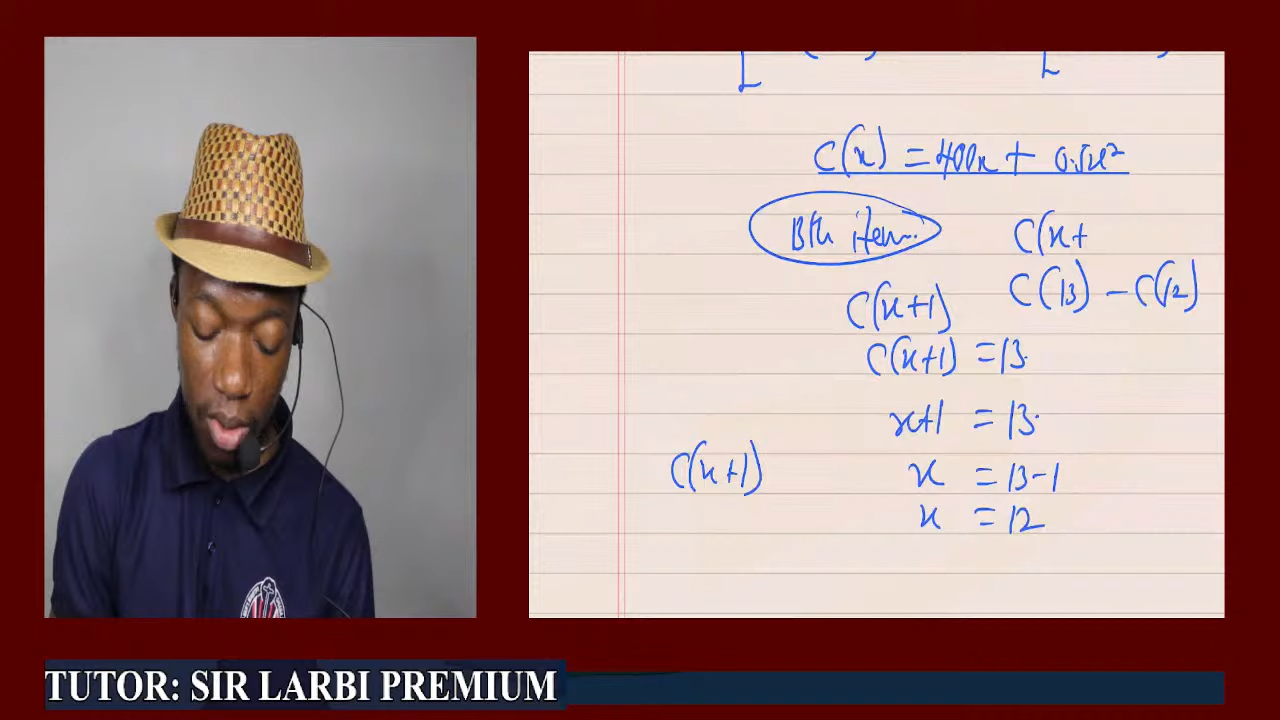 C(x) = 400x + 0.5x²
13th item.
C(x+
C(13) - C(12)
C(x+1)
C(x+1) = 13.
x+1 = 13.
C(x+1)
x = 13-1
x = 12
TUTOR: SIR LARBI PREMIUM